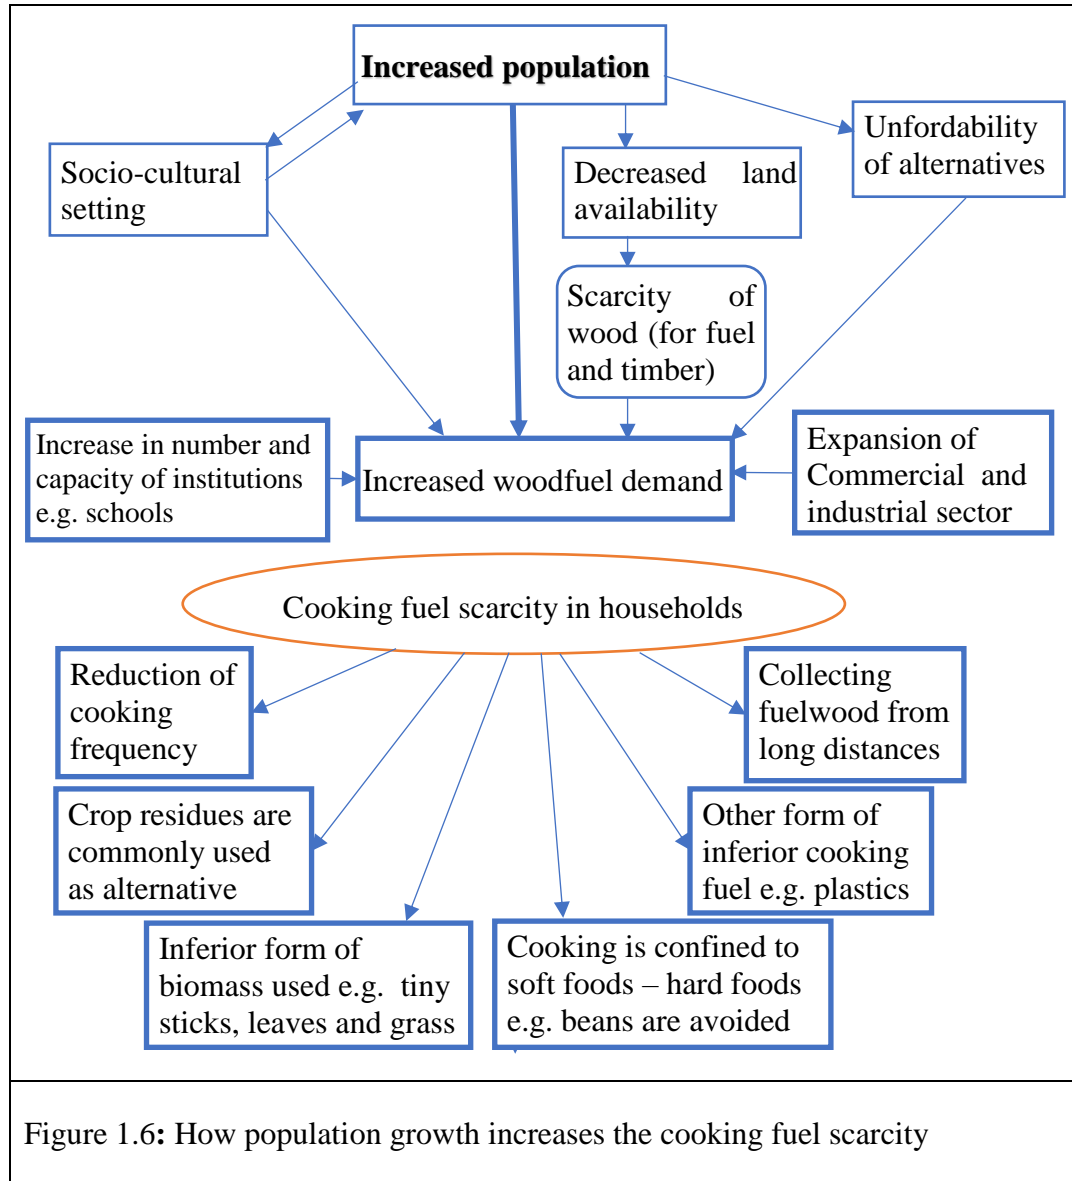 Increased population
Unfordability
of alternatives
Socio-cultural
setting
Decreased land
availability
Scarcity of
wood (for fuel
and timber)
Increase in number and
capacity of institutions
e.g. schools
Increased woodfuel demand
Expansion of
Commercial and
industrial sector
Cooking fuel scarcity in households
Reduction of
cooking
frequency
Collecting
fuelwood from
long distances
Crop residues are
commonly used
as alternative
Other form of
inferior cooking
fuel e.g. plastics
Inferior form of
biomass used e.g. tiny
sticks, leaves and grass
Cooking is confined to
soft foods – hard foods
e.g. beans are avoided
Figure 1.6: How population growth increases the cooking fuel scarcity